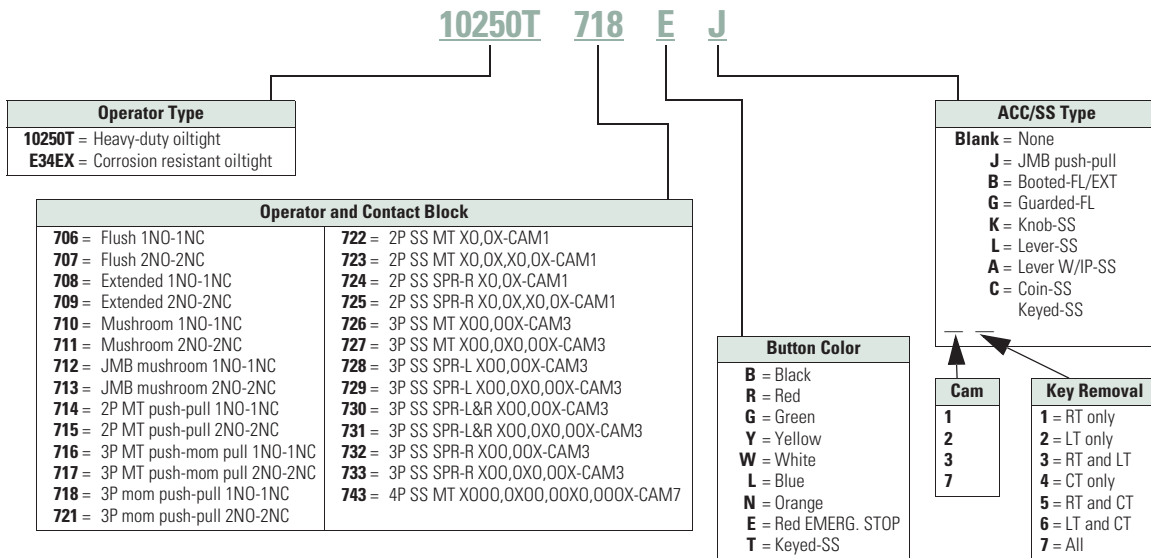 10250T 718 E J
Operator Type
10250T = Heavy-duty oiltight
E34EX = Corrosion resistant oiltight
Operator and Contact Block
706 = Flush 1NO-1NC
707 = Flush 2NO-2NC
708 = Extended 1NO-1NC
709 = Extended 2NO-2NC
710 = Mushroom 1NO-1NC
711 = Mushroom 2NO-2NC
712 = JMB mushroom 1NO-1NC
713 = JMB mushroom 2NO-2NC
714 = 2P MT push-pull 1NO-1NC
715 = 2P MT push-pull 2NO-2NC
716 = 3P MT push-mom pull 1NO-1NC
717 = 3P MT push-mom pull 2NO-2NC
718 = 3P mom push-pull 1NO-1NC
721 = 3P mom push-pull 2NO-2NC
722 = 2P SS MT XO,OX-CAM1
723 = 2P SS MT XO,OX,XO,OX-CAM1
724 = 2P SS SPR-R XO,OX-CAM1
725 = 2P SS SPR-R XO,OX,XO,OX-CAM1
726 = 3P SS MT XOO,OOX-CAM3
727 = 3P SS MT XOO,OXO,OOX-CAM3
728 = 3P SS SPR-L XOO,OOX-CAM3
729 = 3P SS SPR-L XOO,OXO,OOX-CAM3
730 = 3P SS SPR-L&R XOO,OOX-CAM3
731 = 3P SS SPR-L&R XOO,OXO,OOX-CAM3
732 = 3P SS SPR-R XOO,OOX-CAM3
733 = 3P SS SPR-R XOO,OXO,OOX-CAM3
743 = 4P SS MT XOOO,OXOO,OOXO,OOOX-CAM7
Button Color
B = Black
R = Red
G = Green
Y = Yellow
W = White
L = Blue
N = Orange
E = Red EMERG. STOP
T = Keyed-SS
ACC/SS Type
Blank = None
J = JMB push-pull
B = Booted-FL/EXT
G = Guarded-FL
K = Knob-SS
L = Lever-SS
A = Lever W/IP-SS
C = Coin-SS
Keyed-SS
Cam
1
2
3
7
Key Removal
1 = RT only
2 = LT only
3 = RT and LT
4 = CT only
5 = RT and CT
6 = LT and CT
7 = All